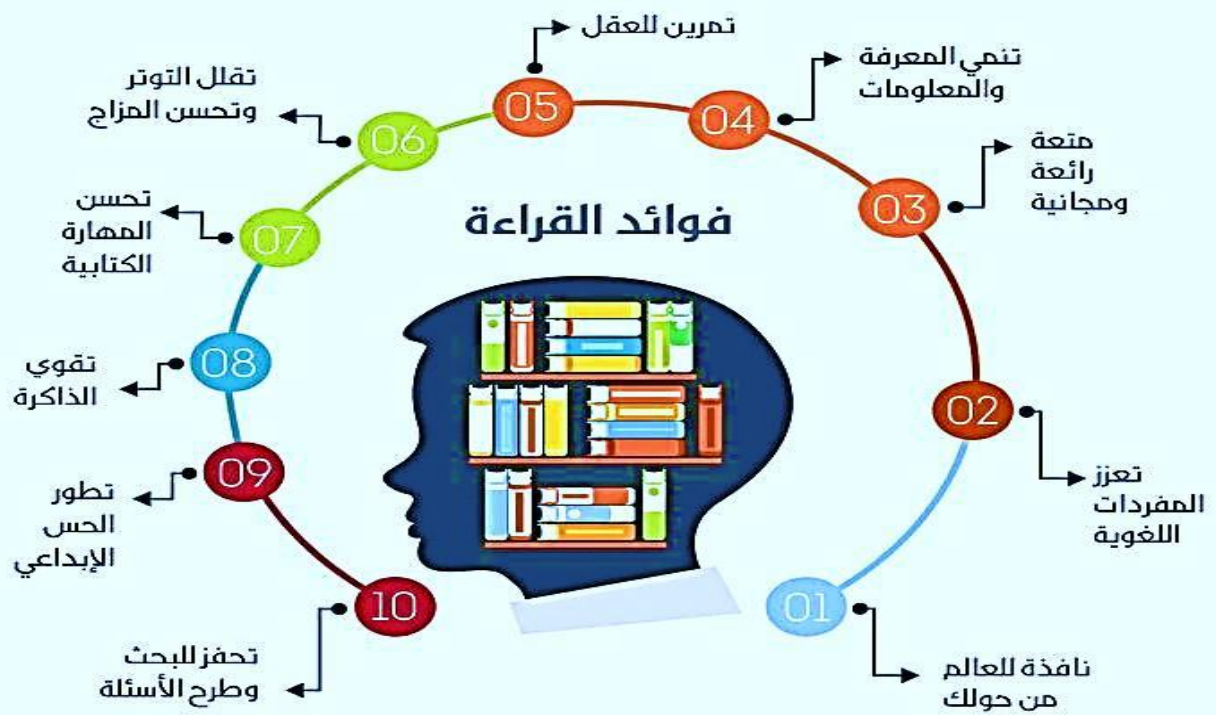 فوائد القراءة
01
نافذة للعالم
من حولك
02
تعزز
المفردات
اللغوية
03
متعة
رائعة
ومجانية
04
تنمي المعرفة
والمعلومات
05
تمرين للعقل
06
تقلل التوتر
وتحسن المزاج
07
تحسن
المهارة
الكتابية
08
تقوي
الذاكرة
09
تطور
الحس
الإبداعي
10
تحفز للبحث
وطرح الأسئلة